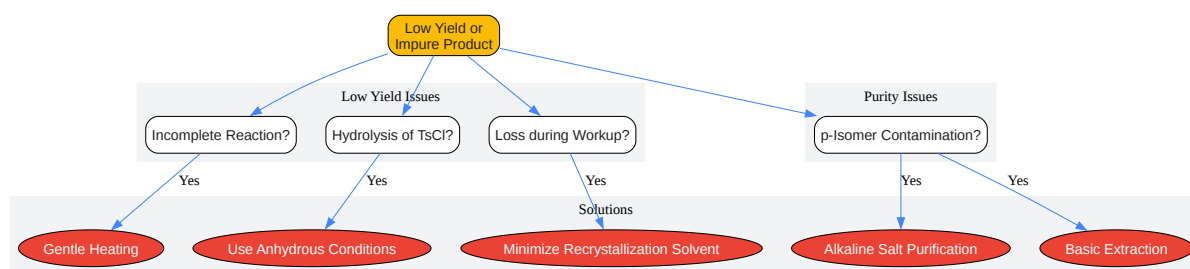 Low Yield or
Impure Product
Low Yield Issues
Purity Issues
Incomplete Reaction?
Hydrolysis of TsCl?
Loss during Workup?
p-Isomer Contamination?
Yes
Yes
Yes
Yes
Yes
Solutions
Gentle Heating
Use Anhydrous Conditions
Minimize Recrystallization Solvent
Alkaline Salt Purification
Basic Extraction